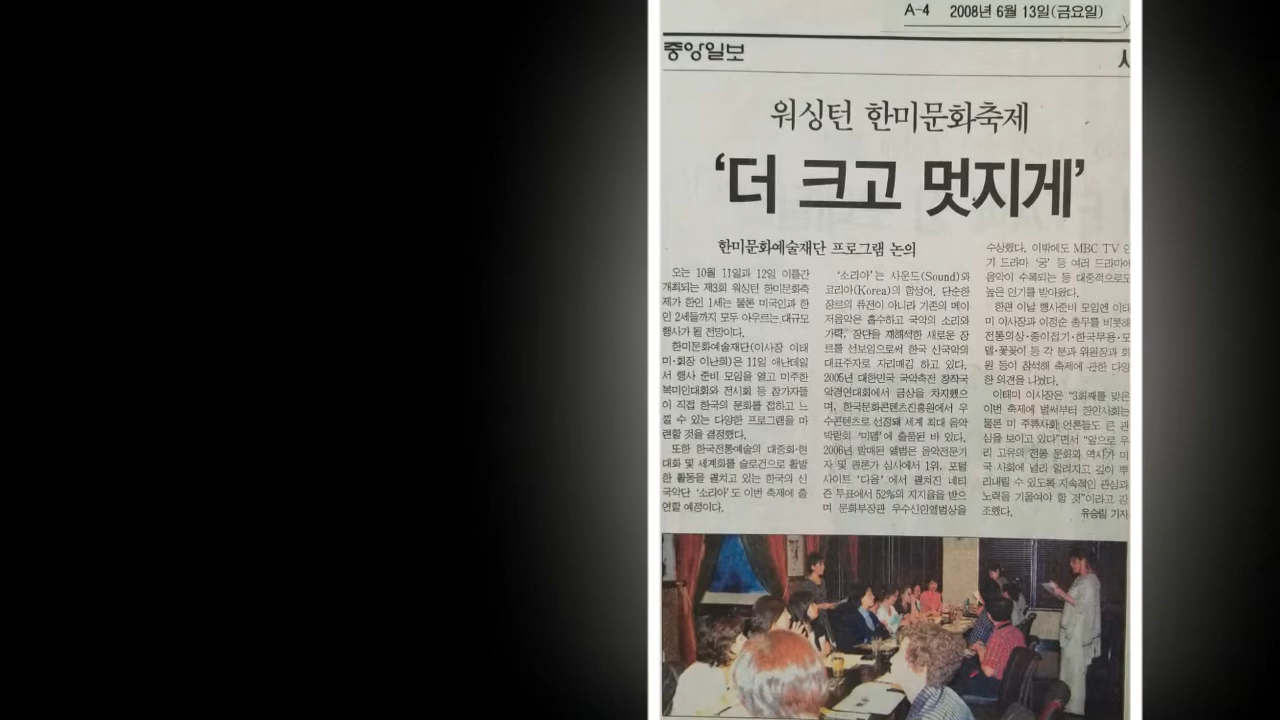 A-4 2008년 6월 13일(금요일)
중앙일보
워싱턴 한미문화축제
‘더 크고 멋지게’
한미문화예술재단 프로그램 논의
오는 10월 11일과 12일 이틀간
개최되는 제3회 워싱턴 한미문화축
제가 한인 1세는 물론 미국인과 한
인 2세들까지 모두 아우르는 대규모
행사가 될 전망이다.
한미문화예술재단(이사장 이태
미·회장 이난희)은 11일 애난데일
서 행사 준비 모임을 열고 미주한
복미인대회와 전시회 등 참가자들
이 직접 한국의 문화를 접하고 느
낄 수 있는 다양한 프로그램을 마
련할 것을 결정했다.
또한 한국전통예술의 대중화·현
대화 및 세계화를 슬로건으로 활발
한 활동을 펼치고 있는 한국의 신
국악단 ‘소리아’도 이번 축제에 출
연할 예정이다.
‘소리아’는 사운드(Sound)와
코리아(Korea)의 합성어. 단순한
장르의 퓨전이 아니라 기존의 메이
저음악은 흡수하고 국악의 소리와
가락, 장단을 재해석한 새로운 장
르를 선보임으로써 한국 신국악의
대표주자로 자리매김 하고 있다.
2005년 대한민국 국악축전 창작국
악경연대회에서 금상을 차지했으
며, 한국문화콘텐츠진흥원에서 우
수콘텐츠로 선정돼 세계 최대 음악
박람회 ‘미뎀’에 출품된 바 있다.
2006년 발매된 앨범은 음악전문기
자 및 평론가 심사에서 1위, 포털
사이트 ‘다음’에서 펼쳐진 네티
즌 투표에서 52%의 지지율을 받으
며 문화부장관 우수신인앨범상을
수상했다. 이밖에도 MBC TV 인
기 드라마 ‘궁’ 등 여러 드라마에
음악이 수록되는 등 대중적으로도
높은 인기를 받아왔다.
한편 이날 행사준비 모임엔 이태
미 이사장과 이정순 총무를 비롯해
전통의상·종이접기·한국무용·모
델·꽃꽂이 등 각 분과 위원장과 회
원 등이 참석해 축제에 관한 다양
한 의견을 나눴다.
이태미 이사장은 “3회째를 맞은
이번 축제에 벌써부터 한인사회는
물론 미 주류사회 언론들도 큰 관
심을 보이고 있다”면서 “앞으로 우
리 고유의 전통 문화와 역사가 미
국 사회에 널리 알려지고 깊이 뿌
리내릴 수 있도록 지속적인 관심과
노력을 기울여야 할 것”이라고 강
조했다. 유승림 기자